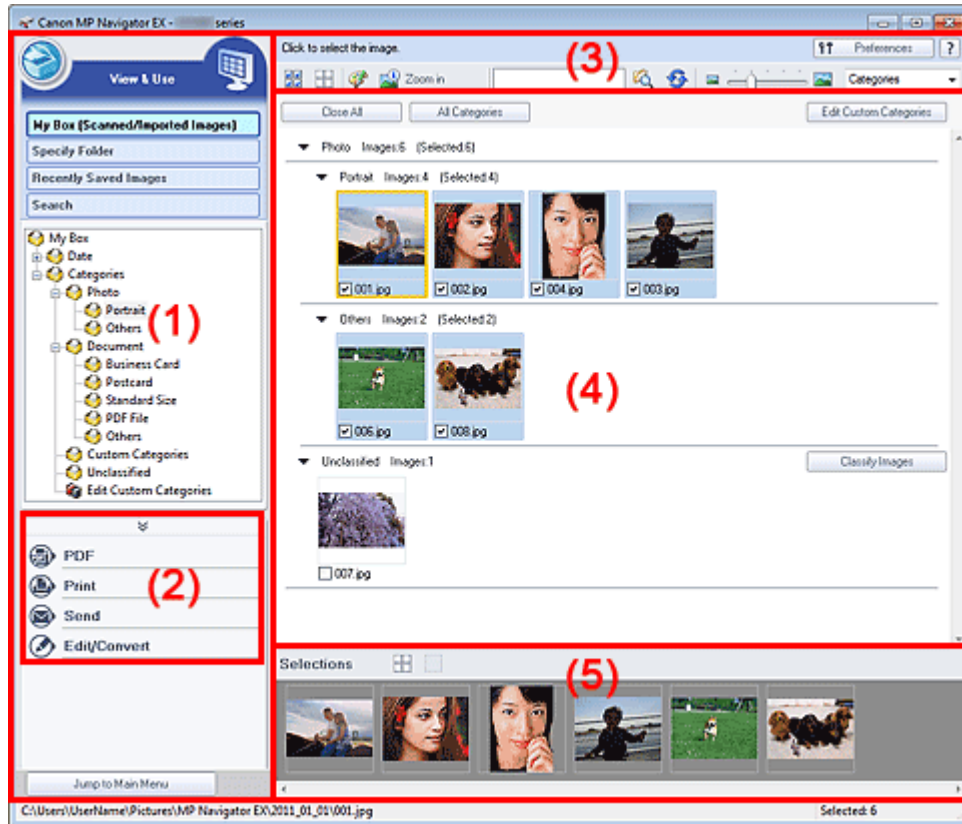 Canon MP Navigator EX - series
View & Use
My Box (Scanned/Imported Images)
Specify Folder
Recently Saved Images
Search
My Box
Date
Categories
Photo
Portrait
Others
Document
Business Card
Postcard
Standard Size
PDF File
Others
Custom Categories
Unclassified
Edit Custom Categories
(1)
PDF
Print
Send
Edit/Convert
(2)
Jump to Main Menu
Click to select the image.
(3)
Preferences
?
Zoom in
Categories
Close All
All Categories
Edit Custom Categories
Photo Images:6 (Selected:6)
Portrait Images:4 (Selected:4)
001.jpg 002.jpg 004.jpg 003.jpg
Others Images:2 (Selected:2)
(4)
006.jpg 008.jpg
Unclassified Images:1
Classify Images
007.jpg
Selections
(5)
C:\Users\UserName\Pictures\MP Navigator EX\2011_01_01\001.jpg
Selected: 6